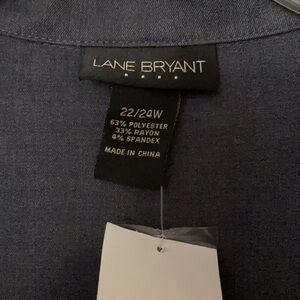 LANE BRYANT
22/24W
63% POLYESTER
33% RAYON
4% SPANDEX
MADE IN CHINA